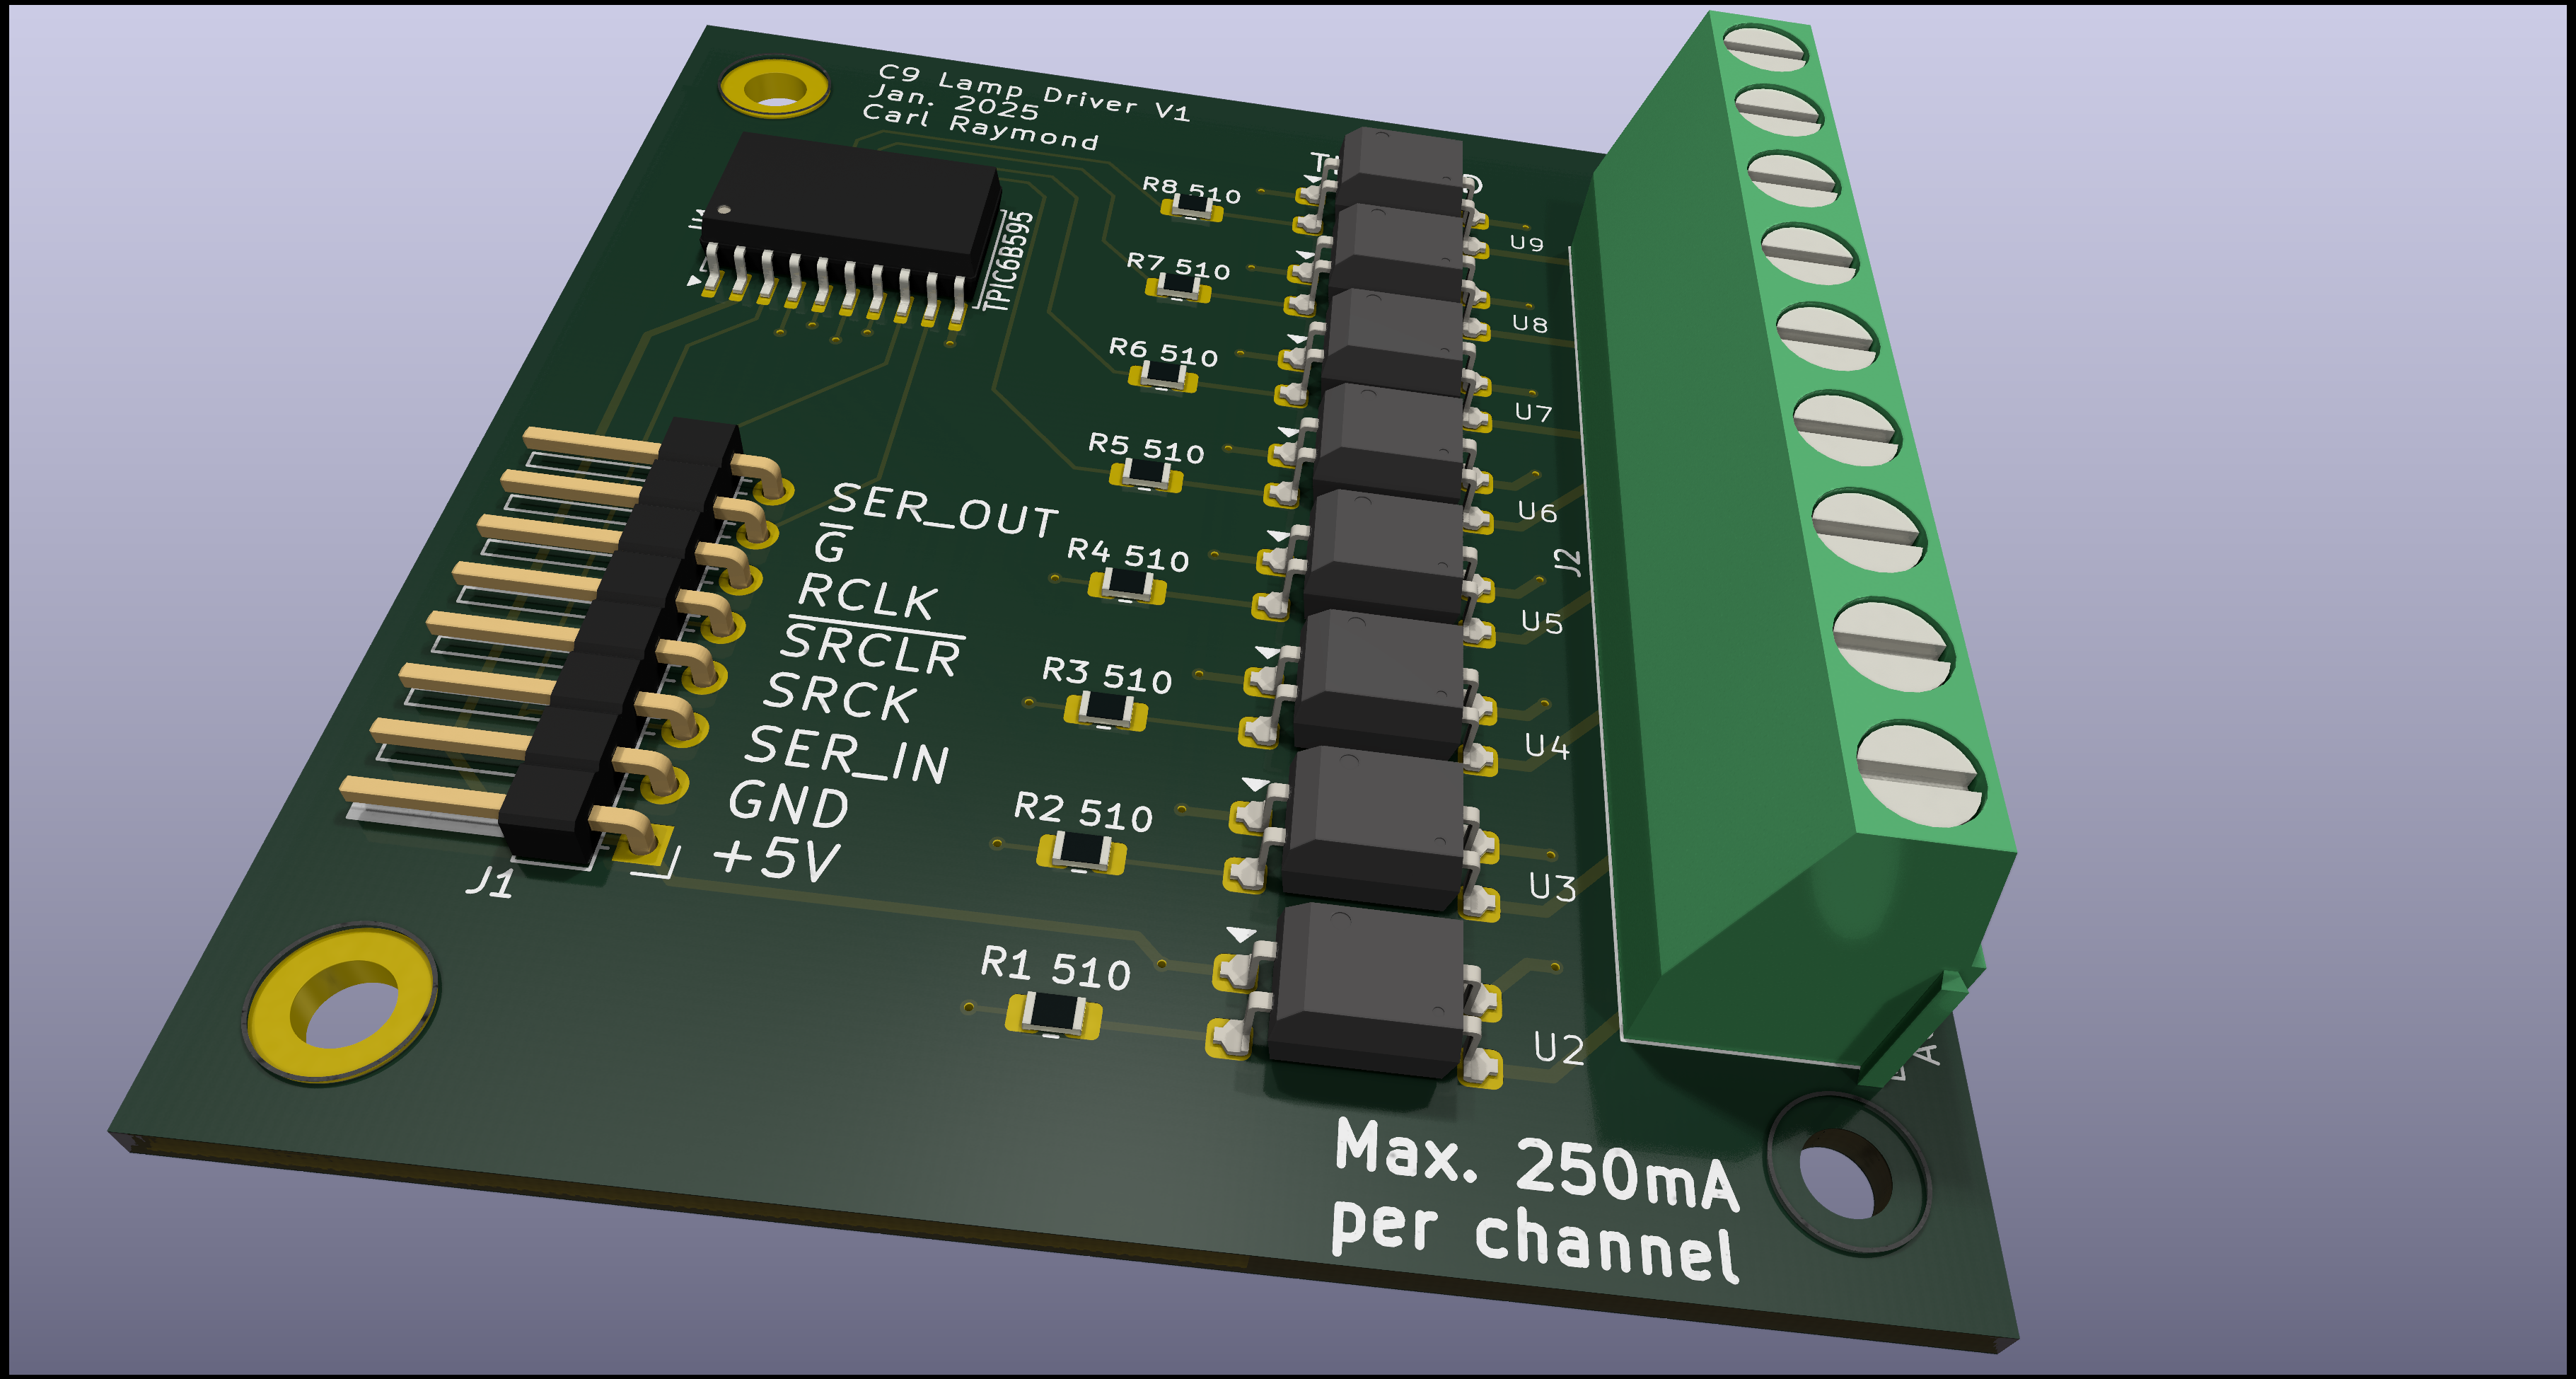 C9 Lamp Driver V1
Jan. 2025
Carl Raymond
TPIC6B595
R8 510
U9
R7 510
U8
R6 510
U7
R5 510
U6
R4 510
U5
R3 510
U4
R2 510
U3
R1 510
U2
J2
SER_OUT
G
RCLK
SRCLR
SRCK
SER_IN
GND
+5V
J1
Max. 250mA
per channel